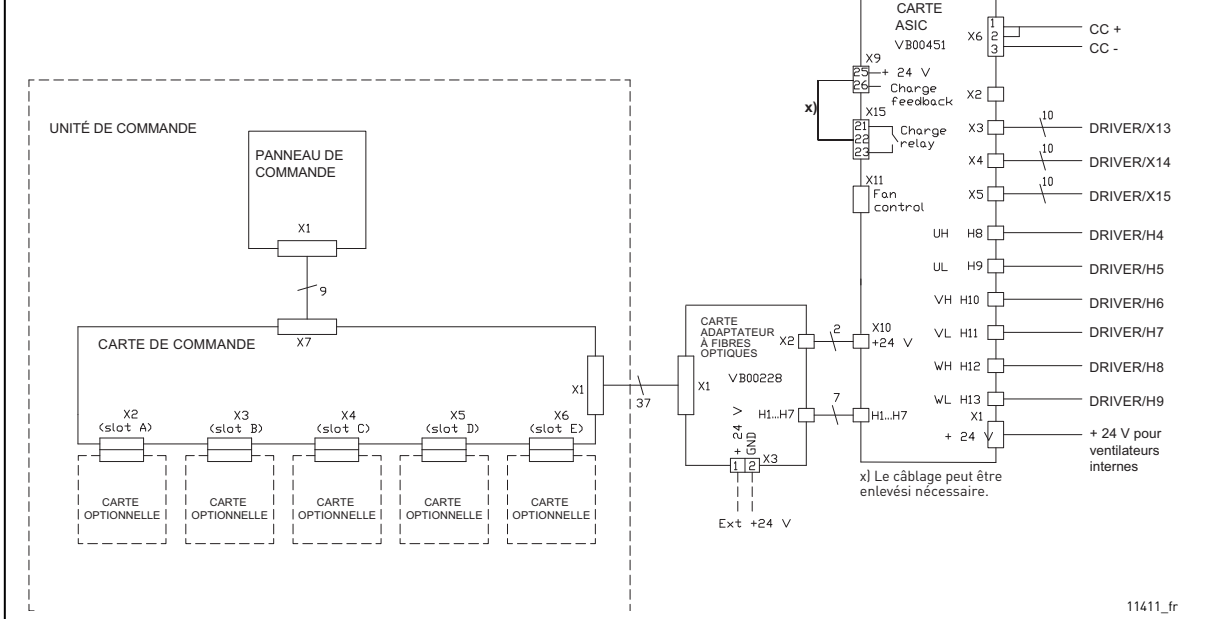 UNITÉ DE COMMANDE
PANNEAU DE
COMMANDE
X1
9
X7
CARTE DE COMMANDE
X1
37
X2
(slot A)
X3
(slot B)
X4
(slot C)
X5
(slot D)
X6
(slot E)
CARTE
OPTIONNELLE
CARTE
OPTIONNELLE
CARTE
OPTIONNELLE
CARTE
OPTIONNELLE
CARTE
OPTIONNELLE
CARTE
ADAPTATEUR
À FIBRES
OPTIQUES
VB00228
X1
X2
2
H1...H7
7
+ 24 V
GND
1 2
X3
Ext +24 V
CARTE
ASIC
VB00451
X6
1
2
3
CC +
CC -
X9
25
+ 24 V
26
Charge
feedback
x)
X15
21
22
23
Charge
relay
X11
Fan
control
X10
+24 V
H1...H7
X2
X3
10
DRIVER/X13
X4
10
DRIVER/X14
X5
10
DRIVER/X15
UH H8
DRIVER/H4
UL H9
DRIVER/H5
VH H10
DRIVER/H6
VL H11
DRIVER/H7
WH H12
DRIVER/H8
WL H13
DRIVER/H9
X1
+ 24 V
+ 24 V pour
ventilateurs
internes
x) Le câblage peut être
enlevési nécessaire.
11411_fr